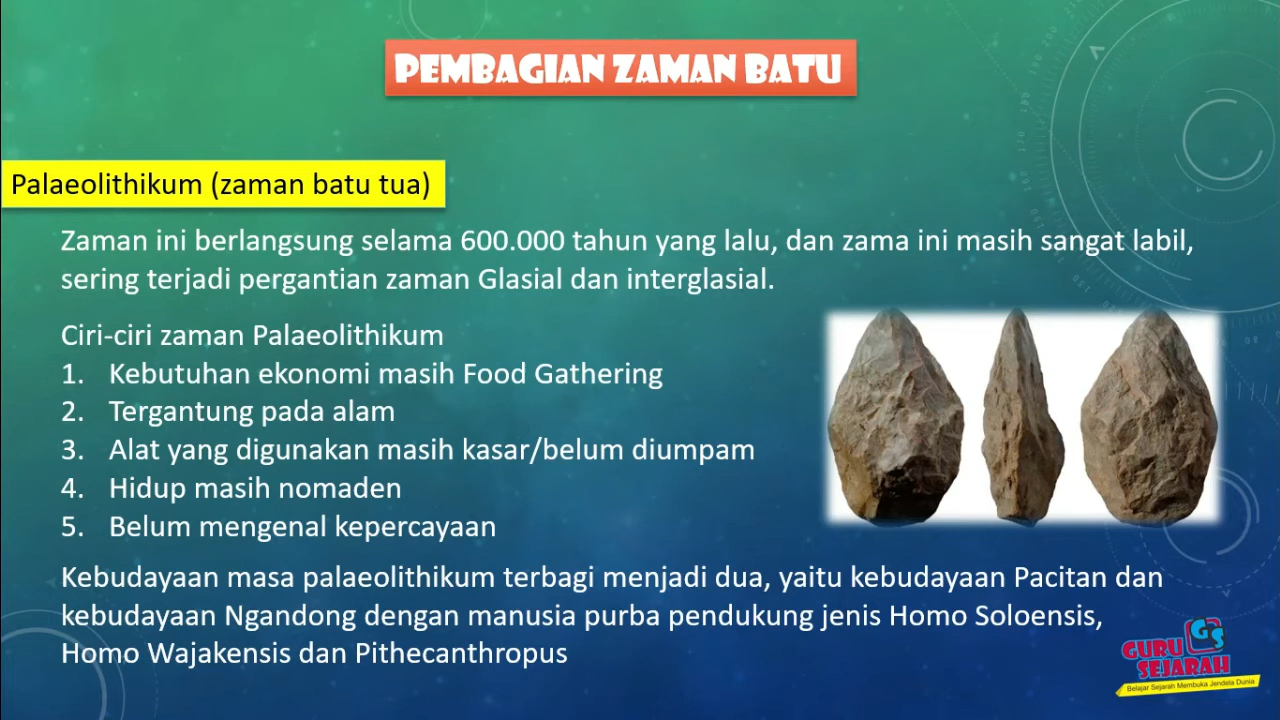 PEMBAGIAN ZAMAN BATU
Palaeolithikum (zaman batu tua)
Zaman ini berlangsung selama 600.000 tahun yang lalu, dan zama ini masih sangat labil,
sering terjadi pergantian zaman Glasial dan interglasial.
Ciri-ciri zaman Palaeolithikum
1. Kebutuhan ekonomi masih Food Gathering
2. Tergantung pada alam
3. Alat yang digunakan masih kasar/belum diumpam
4. Hidup masih nomaden
5. Belum mengenal kepercayaan
Kebudayaan masa palaeolithikum terbagi menjadi dua, yaitu kebudayaan Pacitan dan
kebudayaan Ngandong dengan manusia purba pendukung jenis Homo Soloensis,
Homo Wajakensis dan Pithecanthropus
GS
GURU
SEJARAH
Belajar Sejarah Membuka Jendela Dunia